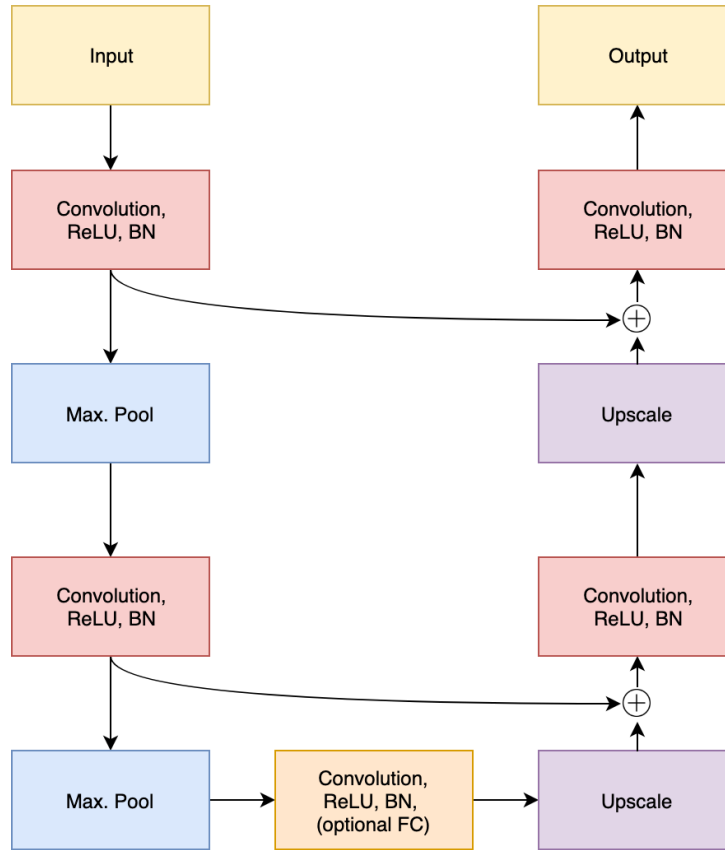 Input
Output
Convolution,
ReLU, BN
Convolution,
ReLU, BN
Max. Pool
Upscale
Convolution,
ReLU, BN
Convolution,
ReLU, BN
Max. Pool
Convolution,
ReLU, BN,
(optional FC)
Upscale